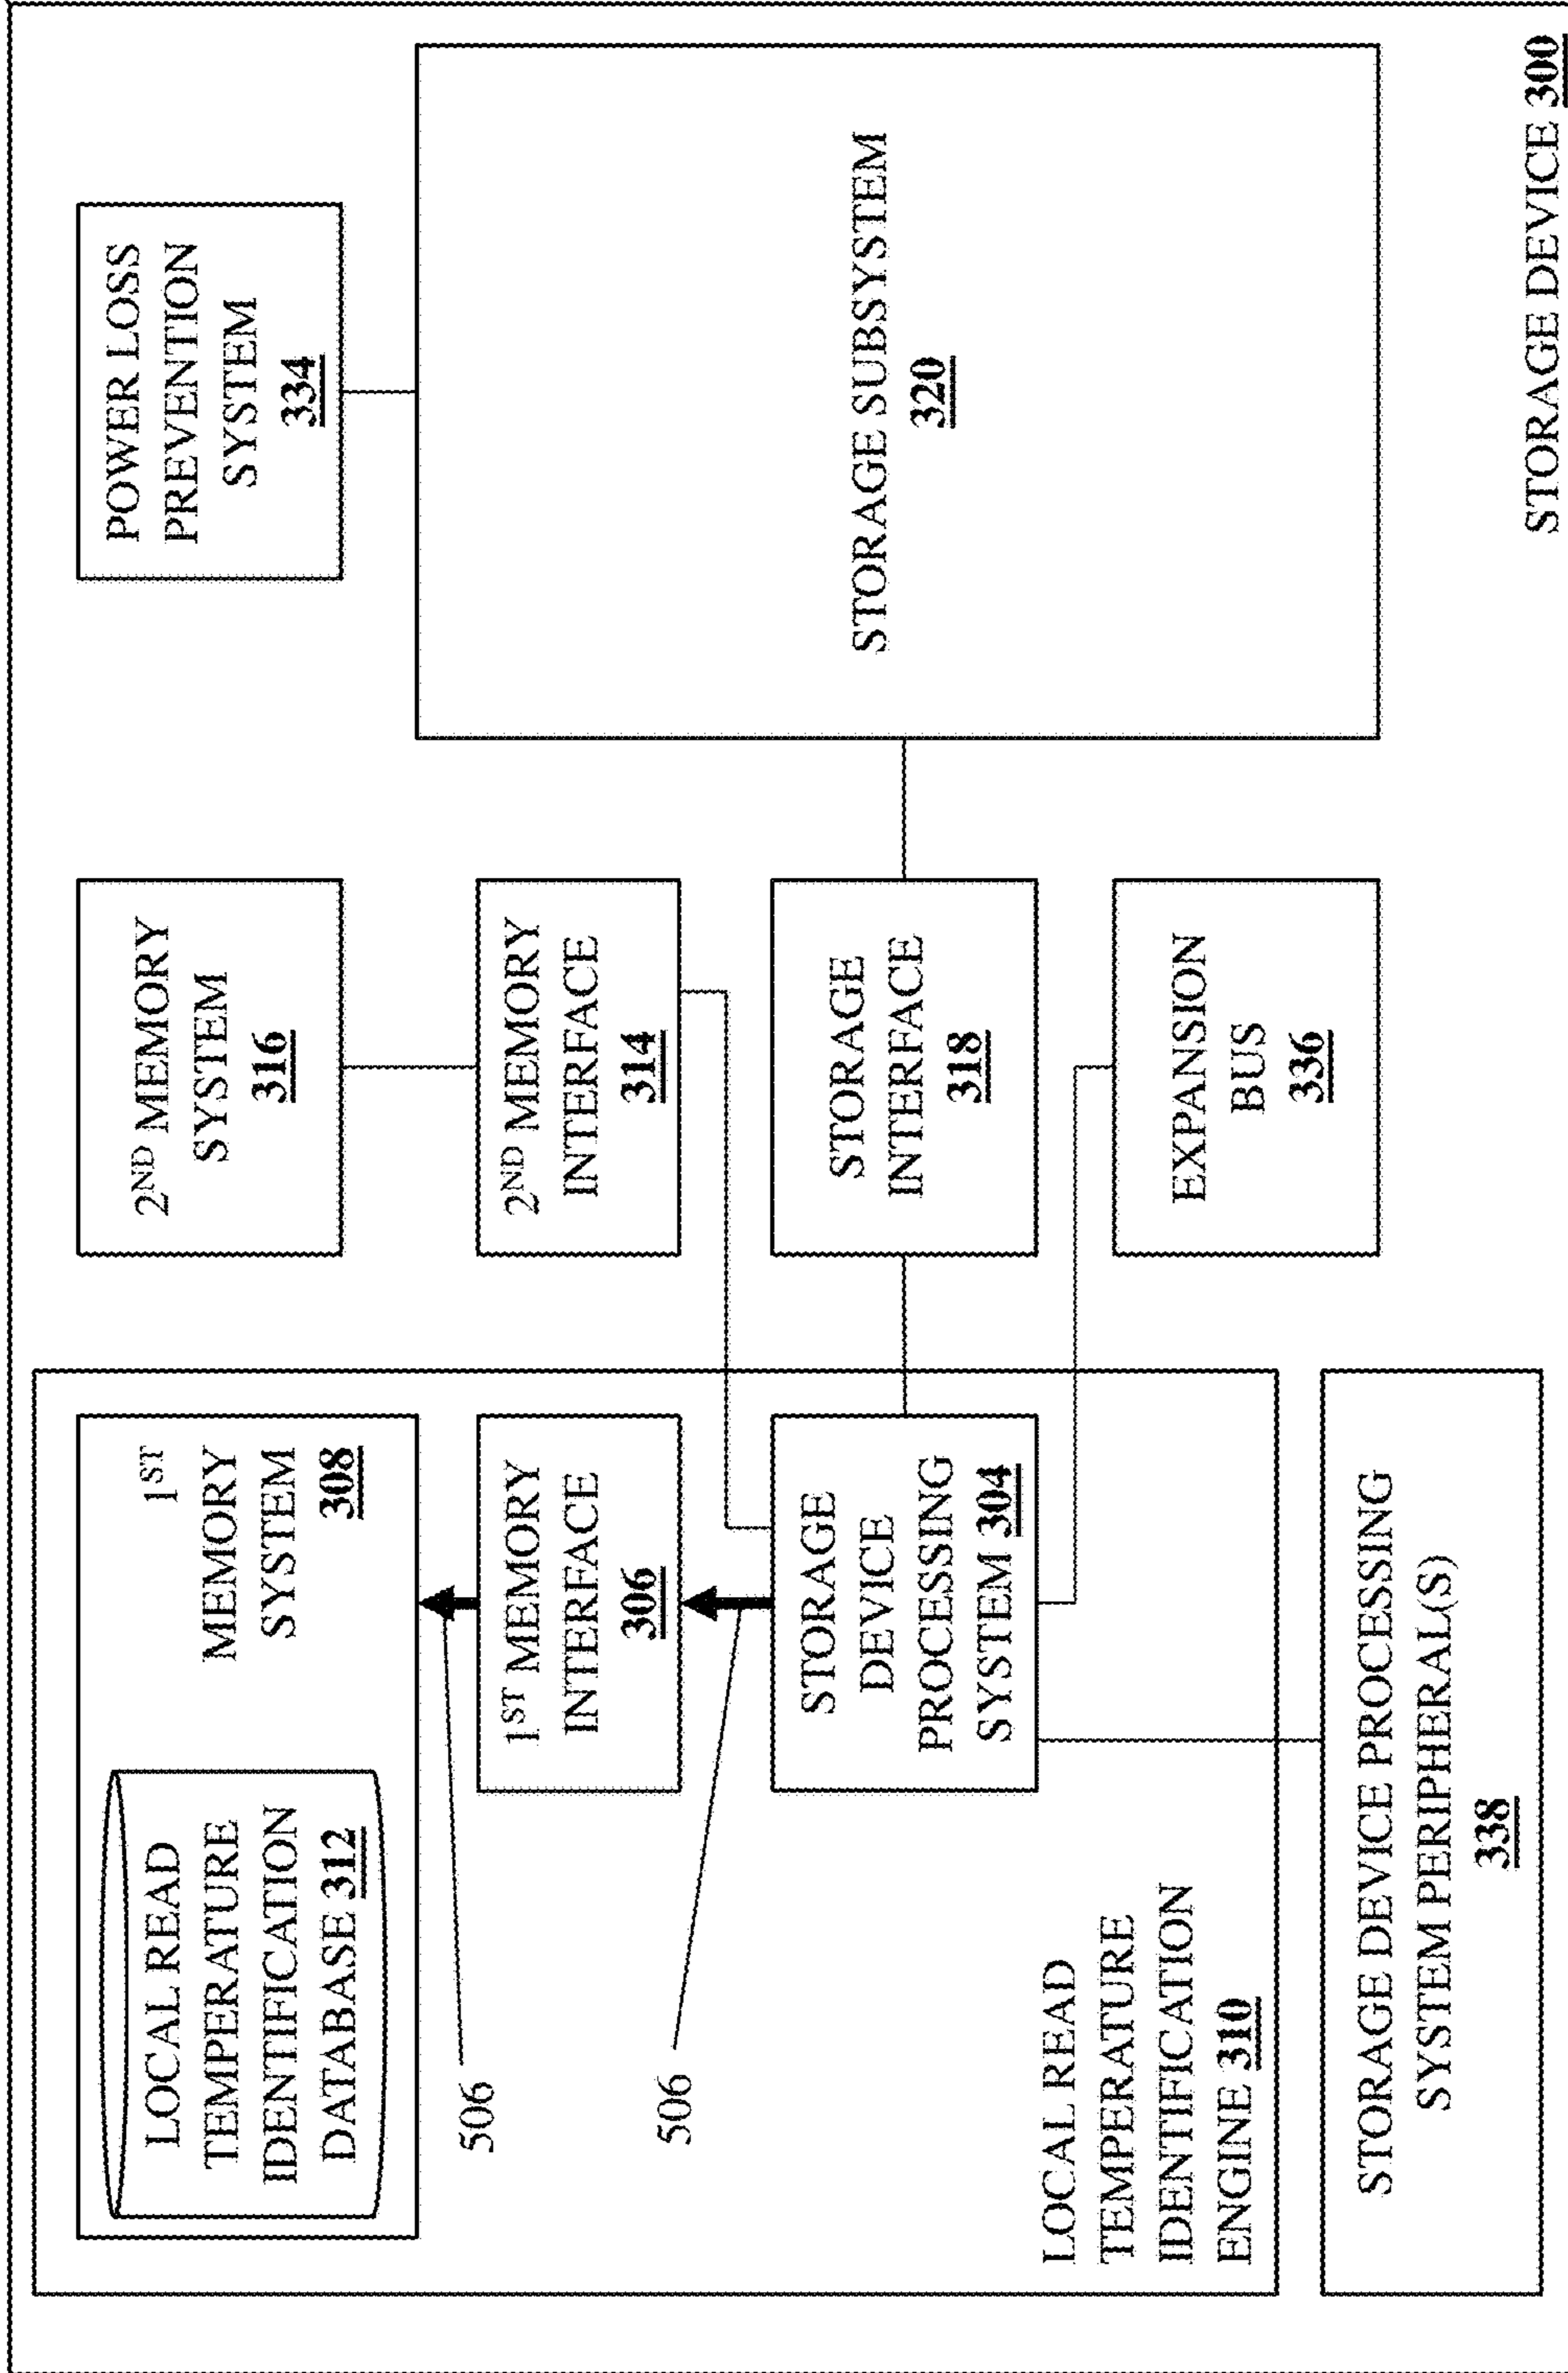 LOCAL READ
TEMPERATURE
IDENTIFICATION
DATABASE 312
1ST
MEMORY
SYSTEM
308
506
1ST MEMORY
INTERFACE
306
506
STORAGE
DEVICE
PROCESSING
SYSTEM 304
LOCAL READ
TEMPERATURE
IDENTIFICATION
ENGINE 310
STORAGE DEVICE PROCESSING
SYSTEM PERIPHERAL(S)
338
2ND MEMORY
SYSTEM
316
2ND MEMORY
INTERFACE
314
STORAGE
INTERFACE
318
EXPANSION
BUS
336
POWER LOSS
PREVENTION
SYSTEM
334
STORAGE SUBSYSTEM
320
STORAGE DEVICE 300